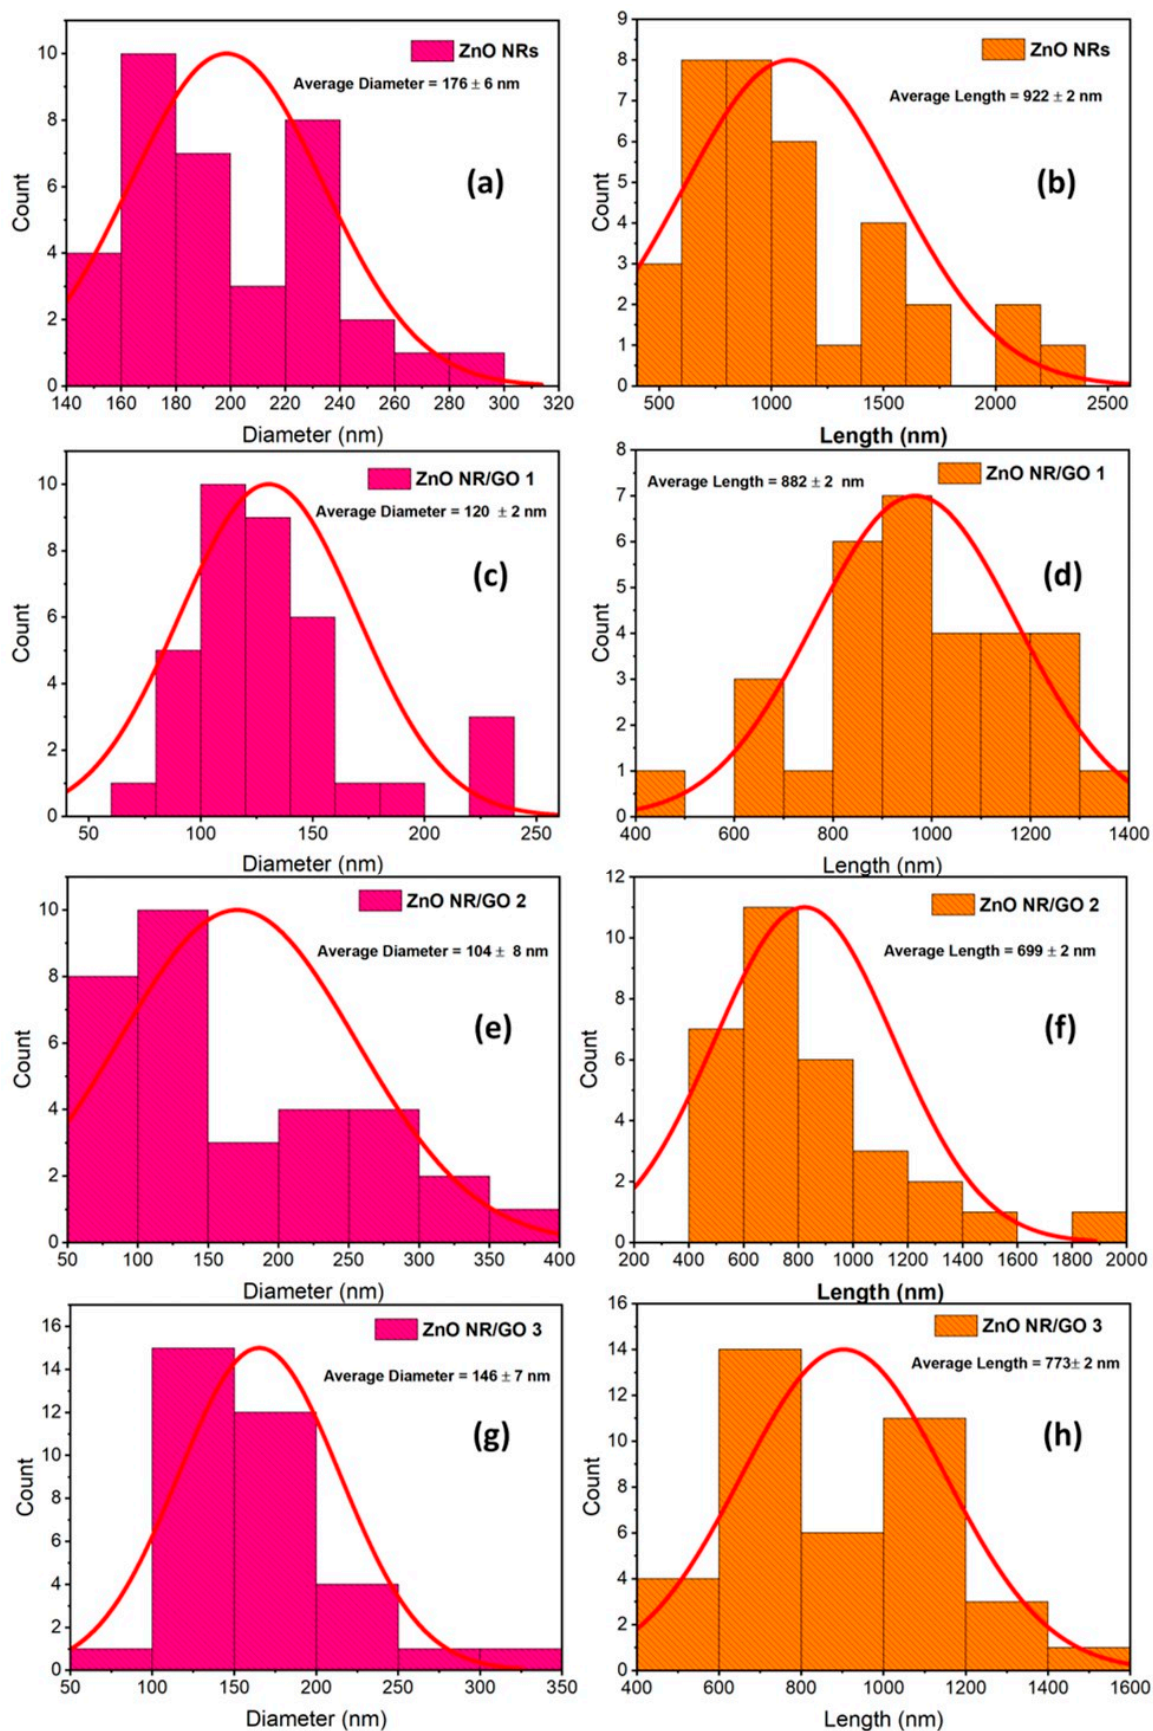 ZnO NRs
Average Diameter = 176 ± 6 nm
(a)
Count
10
8
6
4
2
0
140 160 180 200 220 240 260 280 300 320
Diameter (nm)
ZnO NRs
Average Length = 922 ± 2 nm
(b)
Count
9
8
7
6
5
4
3
2
1
0
500 1000 1500 2000 2500
Length (nm)
ZnO NR/GO 1
Average Diameter = 120 ± 2 nm
(c)
Count
10
8
6
4
2
0
50 100 150 200 250
Diameter (nm)
ZnO NR/GO 1
Average Length = 882 ± 2 nm
(d)
Count
8
7
6
5
4
3
2
1
0
400 600 800 1000 1200 1400
Length (nm)
ZnO NR/GO 2
Average Diameter = 104 ± 8 nm
(e)
Count
10
8
6
4
2
0
50 100 150 200 250 300 350 400
Diameter (nm)
ZnO NR/GO 2
Average Length = 699 ± 2 nm
(f)
Count
12
10
8
6
4
2
0
200 400 600 800 1000 1200 1400 1600 1800 2000
Length (nm)
ZnO NR/GO 3
Average Diameter = 146 ± 7 nm
(g)
Count
16
14
12
10
8
6
4
2
0
50 100 150 200 250 300 350
Diameter (nm)
ZnO NR/GO 3
Average Length = 773± 2 nm
(h)
Count
16
14
12
10
8
6
4
2
0
400 600 800 1000 1200 1400 1600
Length (nm)